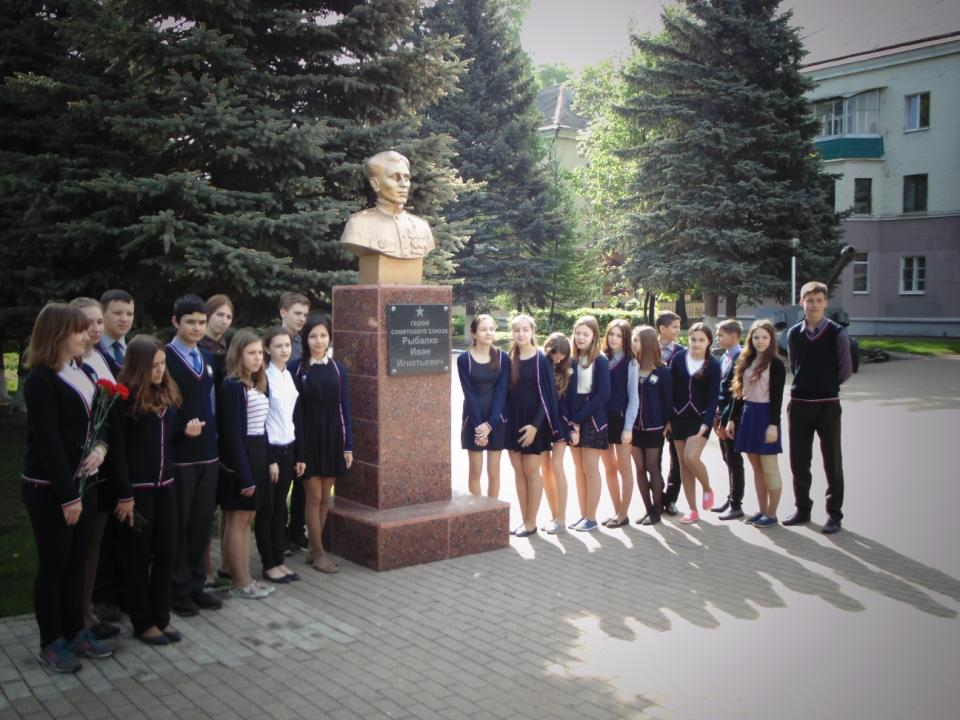 герой
советского союза
Рыбалко
Иван
Игнатьевич